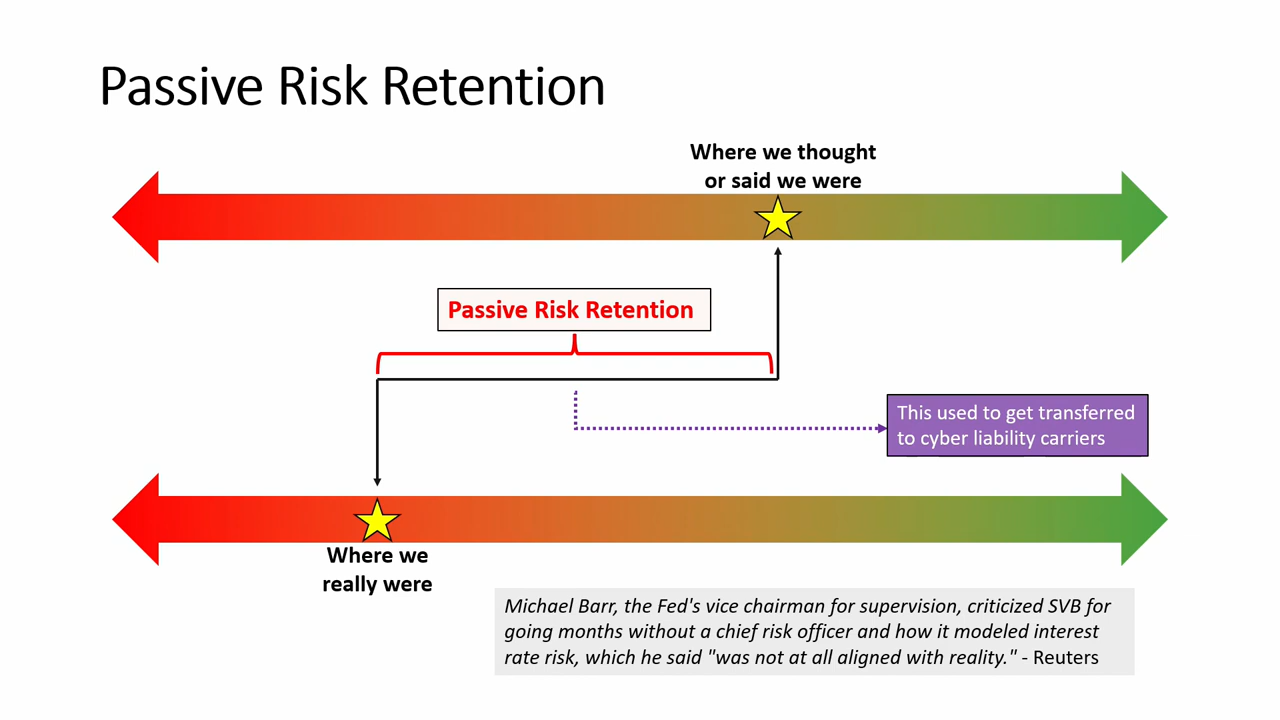 Passive Risk Retention
Where we thought
or said we were
Passive Risk Retention
This used to get transferred
to cyber liability carriers
Where we
really were
Michael Barr, the Fed's vice chairman for supervision, criticized SVB for
going months without a chief risk officer and how it modeled interest
rate risk, which he said "was not at all aligned with reality." - Reuters